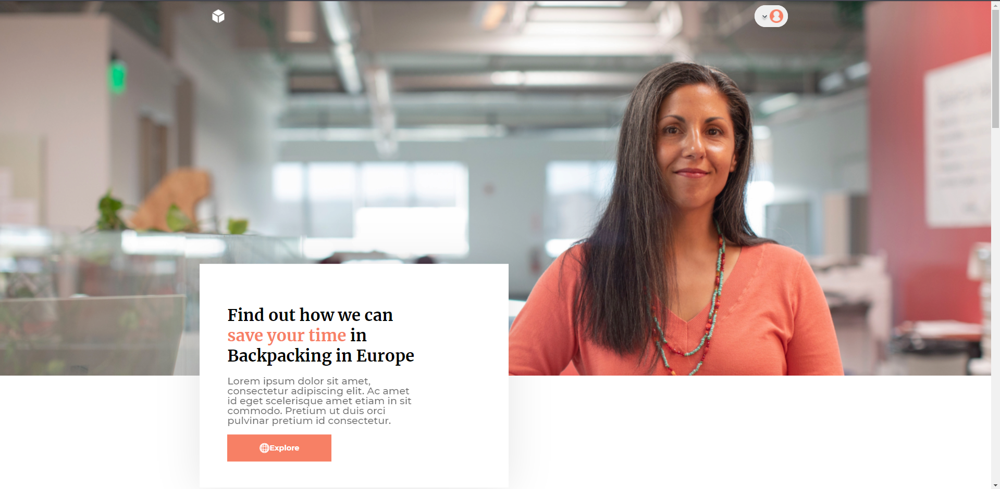 Find out how we can
save your time in
Backpacking in Europe
Lorem ipsum dolor sit amet,
consectetur adipiscing elit. Ac amet
id eget scelerisque amet etiam in sit
commodo. Pretium ut duis orci
pulvinar pretium id consectetur.
Explore